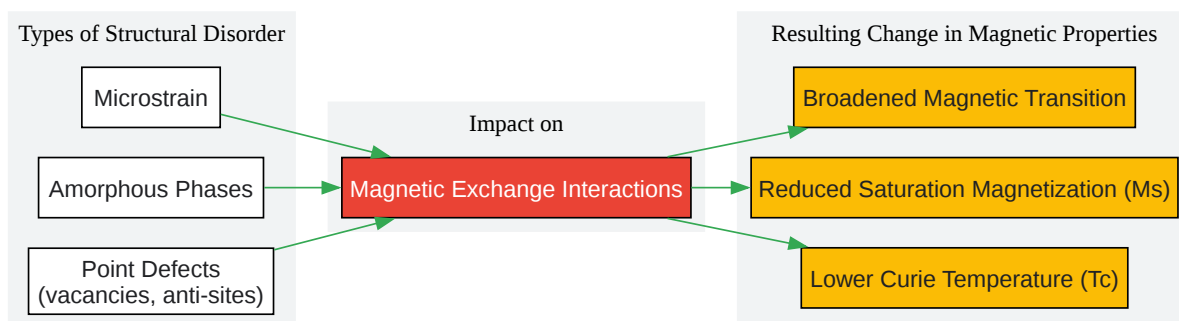 Types of Structural Disorder
Microstrain
Amorphous Phases
Point Defects
(vacancies, anti-sites)
Impact on
Magnetic Exchange Interactions
Resulting Change in Magnetic Properties
Broadened Magnetic Transition
Reduced Saturation Magnetization (Ms)
Lower Curie Temperature (Tc)